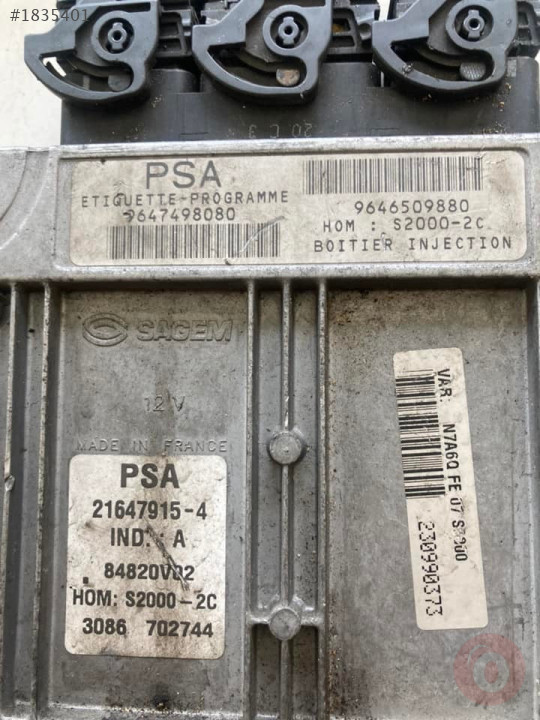 #1835401
20 C 3
PSA
ETIQUETTE-PROGRAMME
9647498080
H
9646509880
HOM : S2000-2C
BOITIER INJECTION
SAGEM
12 V
MADE IN FRANCE
PSA
21647915-4
IND: A
84820V02
HOM: S2000-2C
3086 702744
VAR: N7A6Q FE 07
230990373